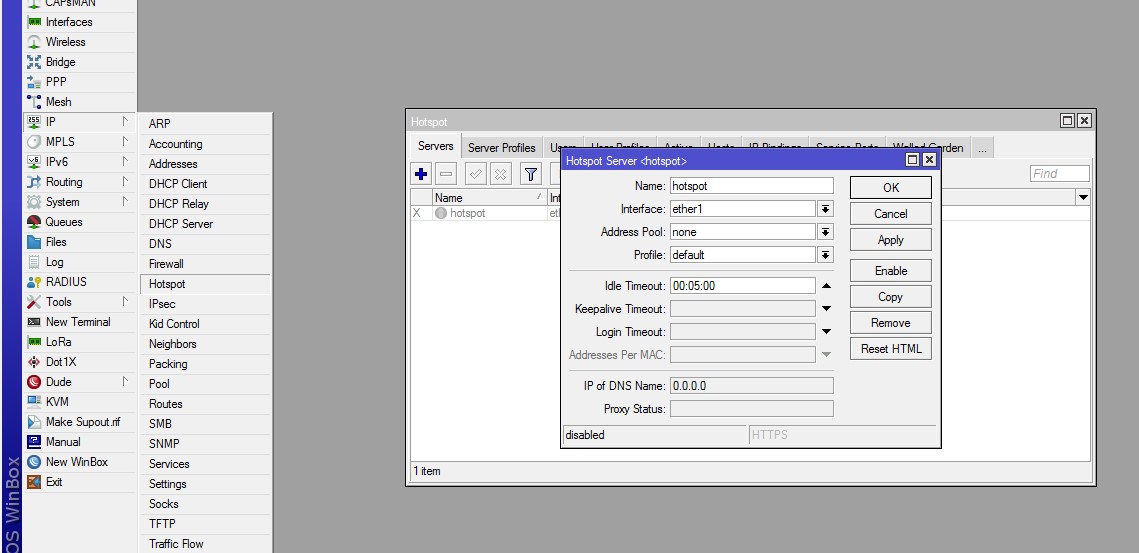 CAPsMAN
Interfaces
Wireless
Bridge
PPP
Mesh
IP
MPLS
IPv6
Routing
System
Queues
Files
Log
RADIUS
Tools
New Terminal
LoRa
Dot1X
Dude
KVM
Make Supout.rif
Manual
New WinBox
Exit
OS WinBox
ARP
Accounting
Addresses
DHCP Client
DHCP Relay
DHCP Server
DNS
Firewall
Hotspot
IPsec
Kid Control
Neighbors
Packing
Pool
Routes
SMB
SNMP
Services
Settings
Socks
TFTP
Traffic Flow
Hotspot
Servers Server Profiles Users User Profiles Active Hosts IP Bindings Service Ports Walled Garden ...
Find
Name Int
X hotspot et
1 item
Hotspot Server <hotspot>
Name: hotspot
Interface: ether1
Address Pool: none
Profile: default
Idle Timeout: 00:05:00
Keepalive Timeout:
Login Timeout:
Addresses Per MAC:
IP of DNS Name: 0.0.0.0
Proxy Status:
disabled HTTPS
OK
Cancel
Apply
Enable
Copy
Remove
Reset HTML